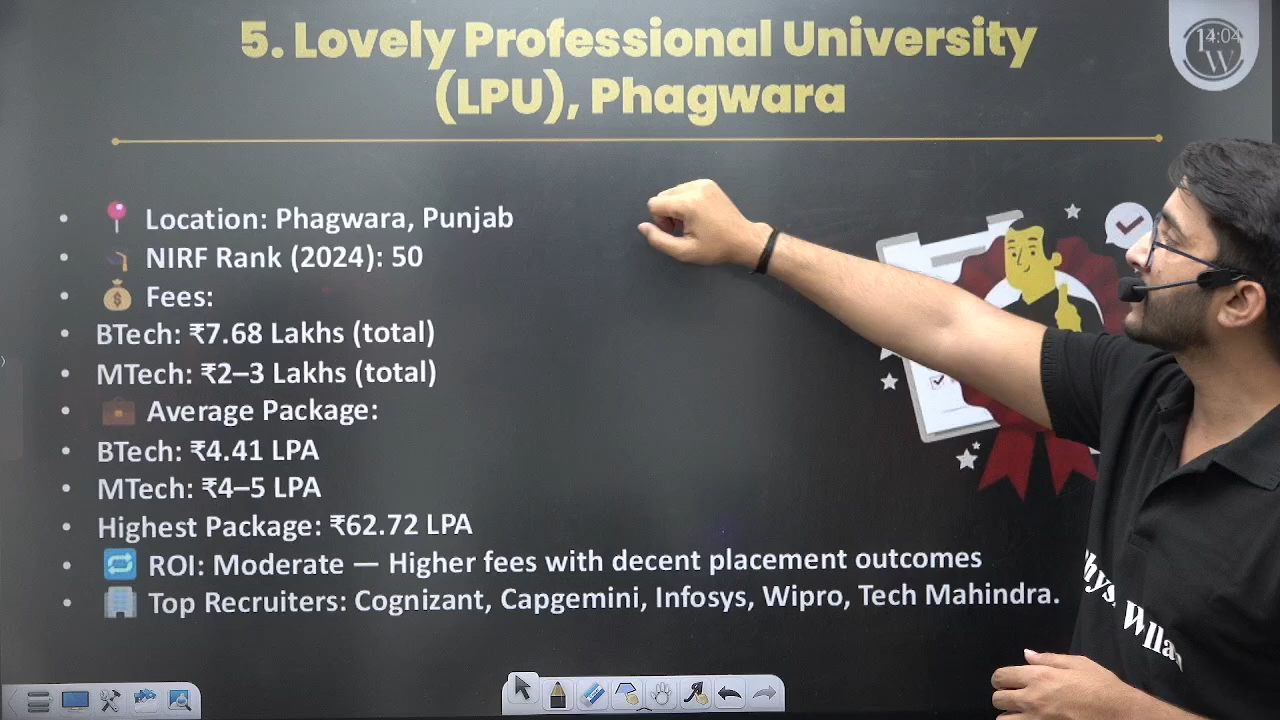 5. Lovely Professional University
(LPU), Phagwara
14:04
W
Location: Phagwara, Punjab
NIRF Rank (2024): 50
Fees:
BTech: ₹7.68 Lakhs (total)
MTech: ₹2–3 Lakhs (total)
Average Package:
BTech: ₹4.41 LPA
MTech: ₹4–5 LPA
Highest Package: ₹62.72 LPA
ROI: Moderate — Higher fees with decent placement outcomes
Top Recruiters: Cognizant, Capgemini, Infosys, Wipro, Tech Mahindra.